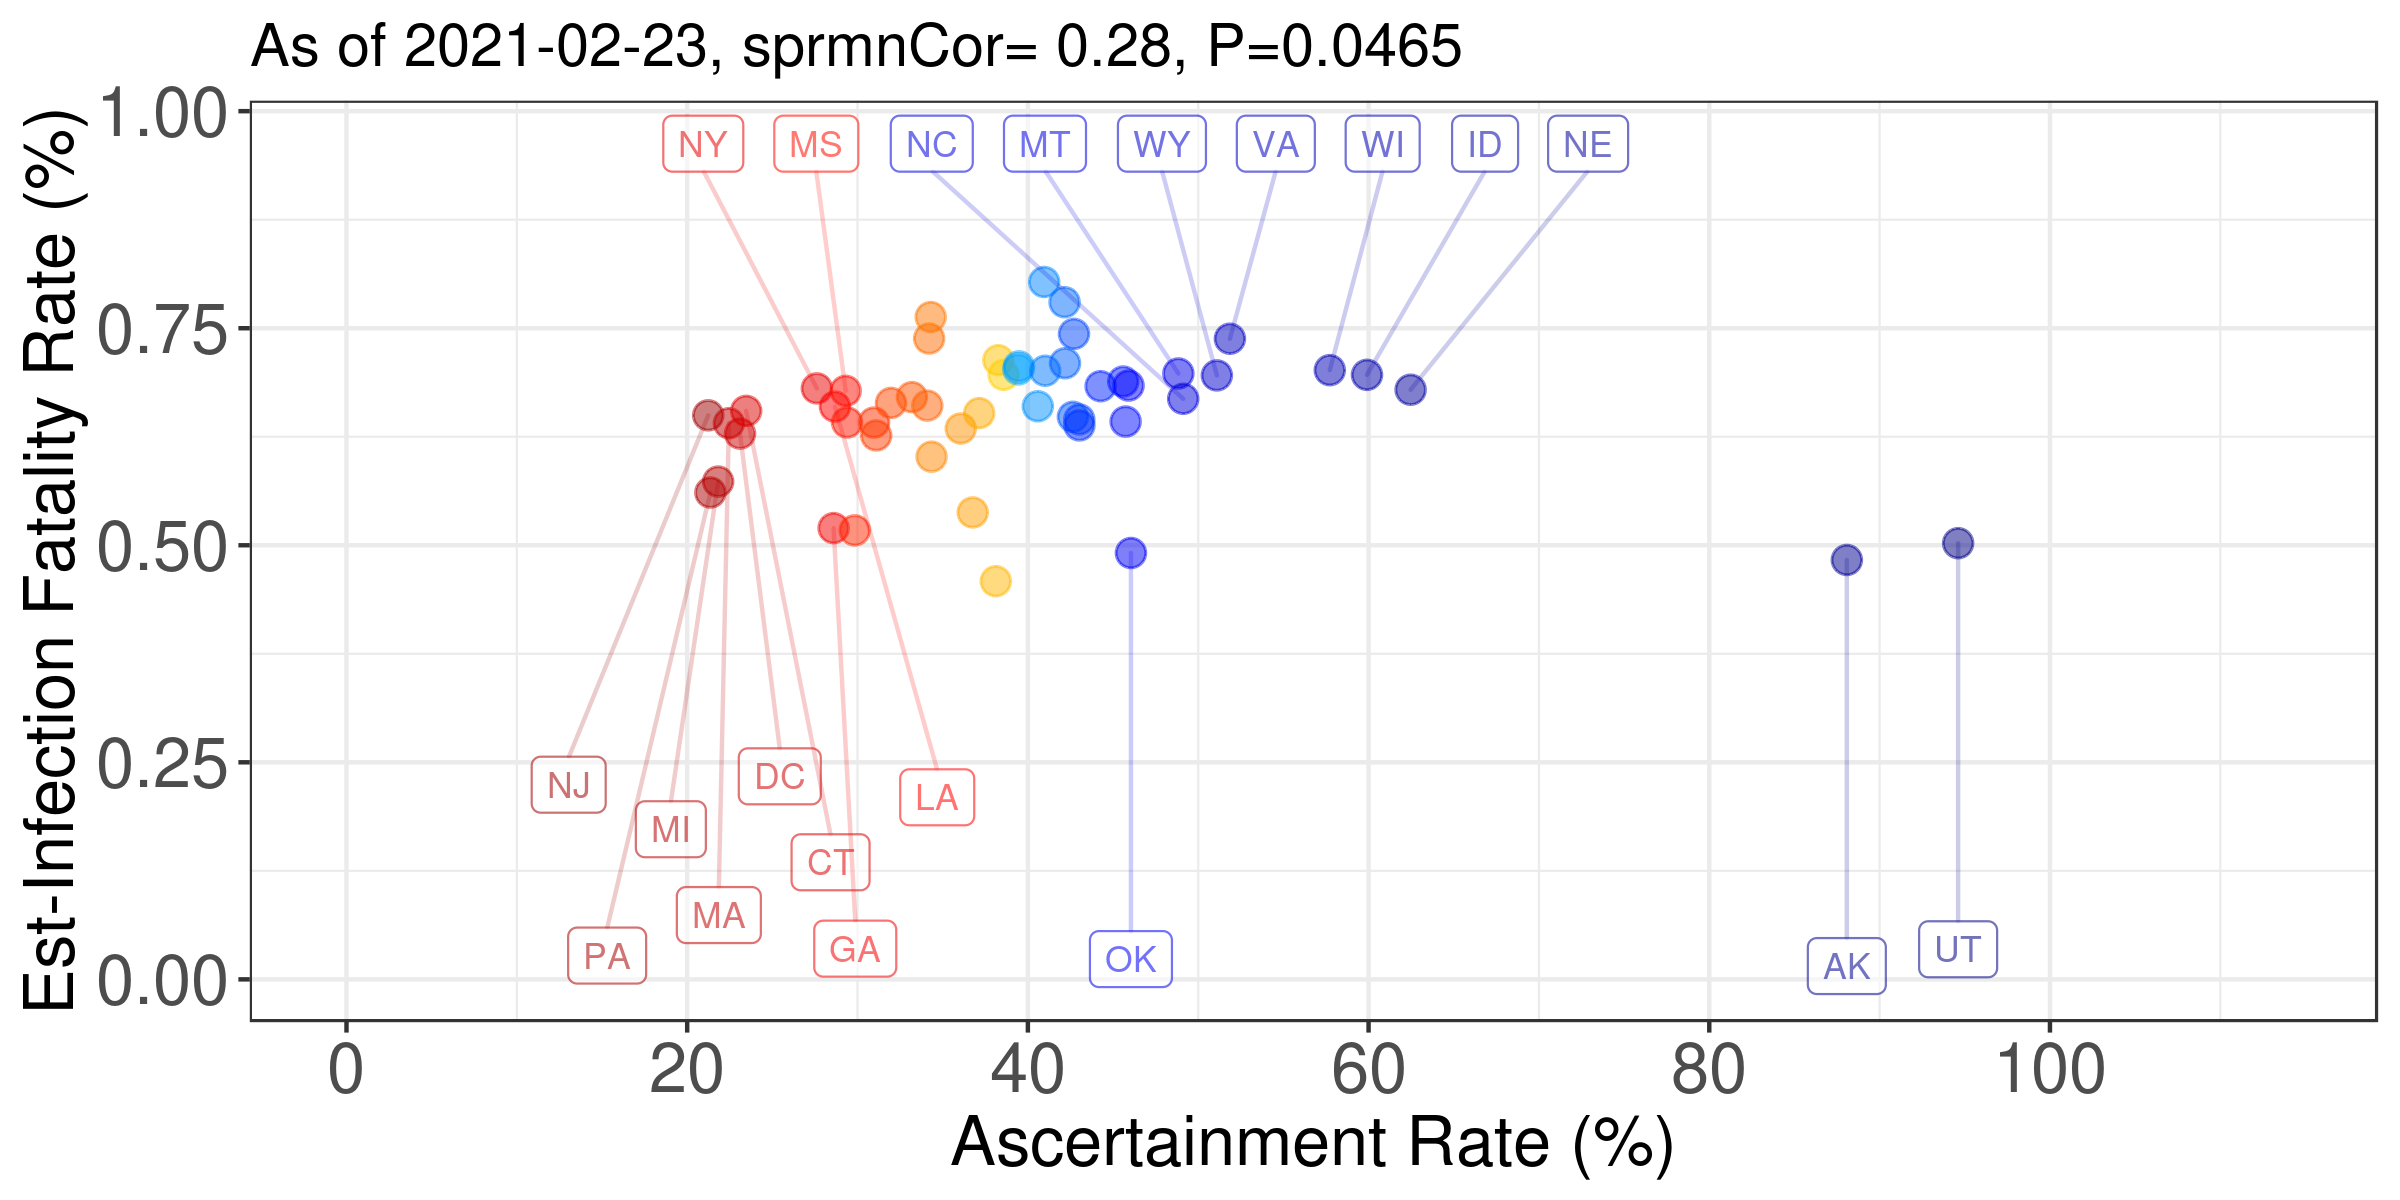 As of 2021-02-23, sprmnCor= 0.28, P=0.0465
Est-Infection Fatality Rate (%)
1.00
0.75
0.50
0.25
0.00
NY
MS
NC
MT
WY
VA
WI
ID
NE
NJ
DC
LA
MI
CT
MA
PA
GA
OK
AK
UT
0
20
40
60
80
100
Ascertainment Rate (%)